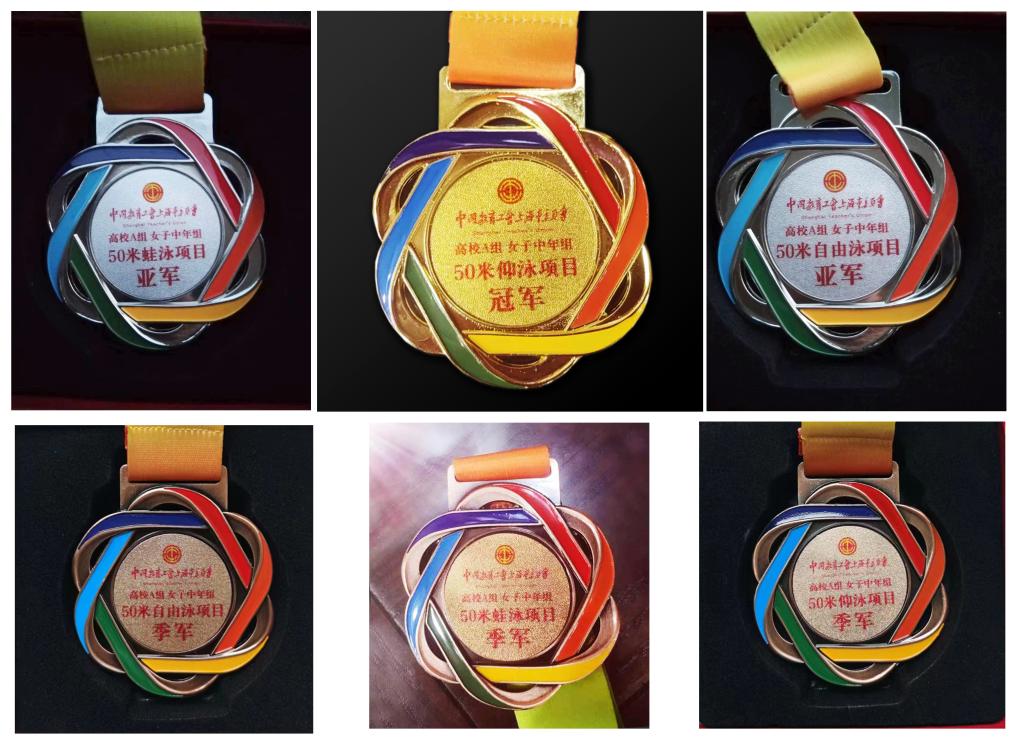 中国教育工会上海市委员会
Shanghai Teacher's Union
高校A组 女子中年组
50米蛙泳项目
亚军
中国教育工会上海市委员会
高校A组 女子中年组
50米仰泳项目
冠军
中国教育工会上海市委员会
Shanghai Teacher's Union
高校A组 女子中年组
50米自由泳项目
亚军
中国教育工会上海市委员会
高校A组 女子中年组
50米自由泳项目
季军
中国教育工会上海市委员会
高校A组 女子中年组
50米蛙泳项目
季军
中国教育工会上海市委员会
高校A组 女子中年组
50米仰泳项目
季军